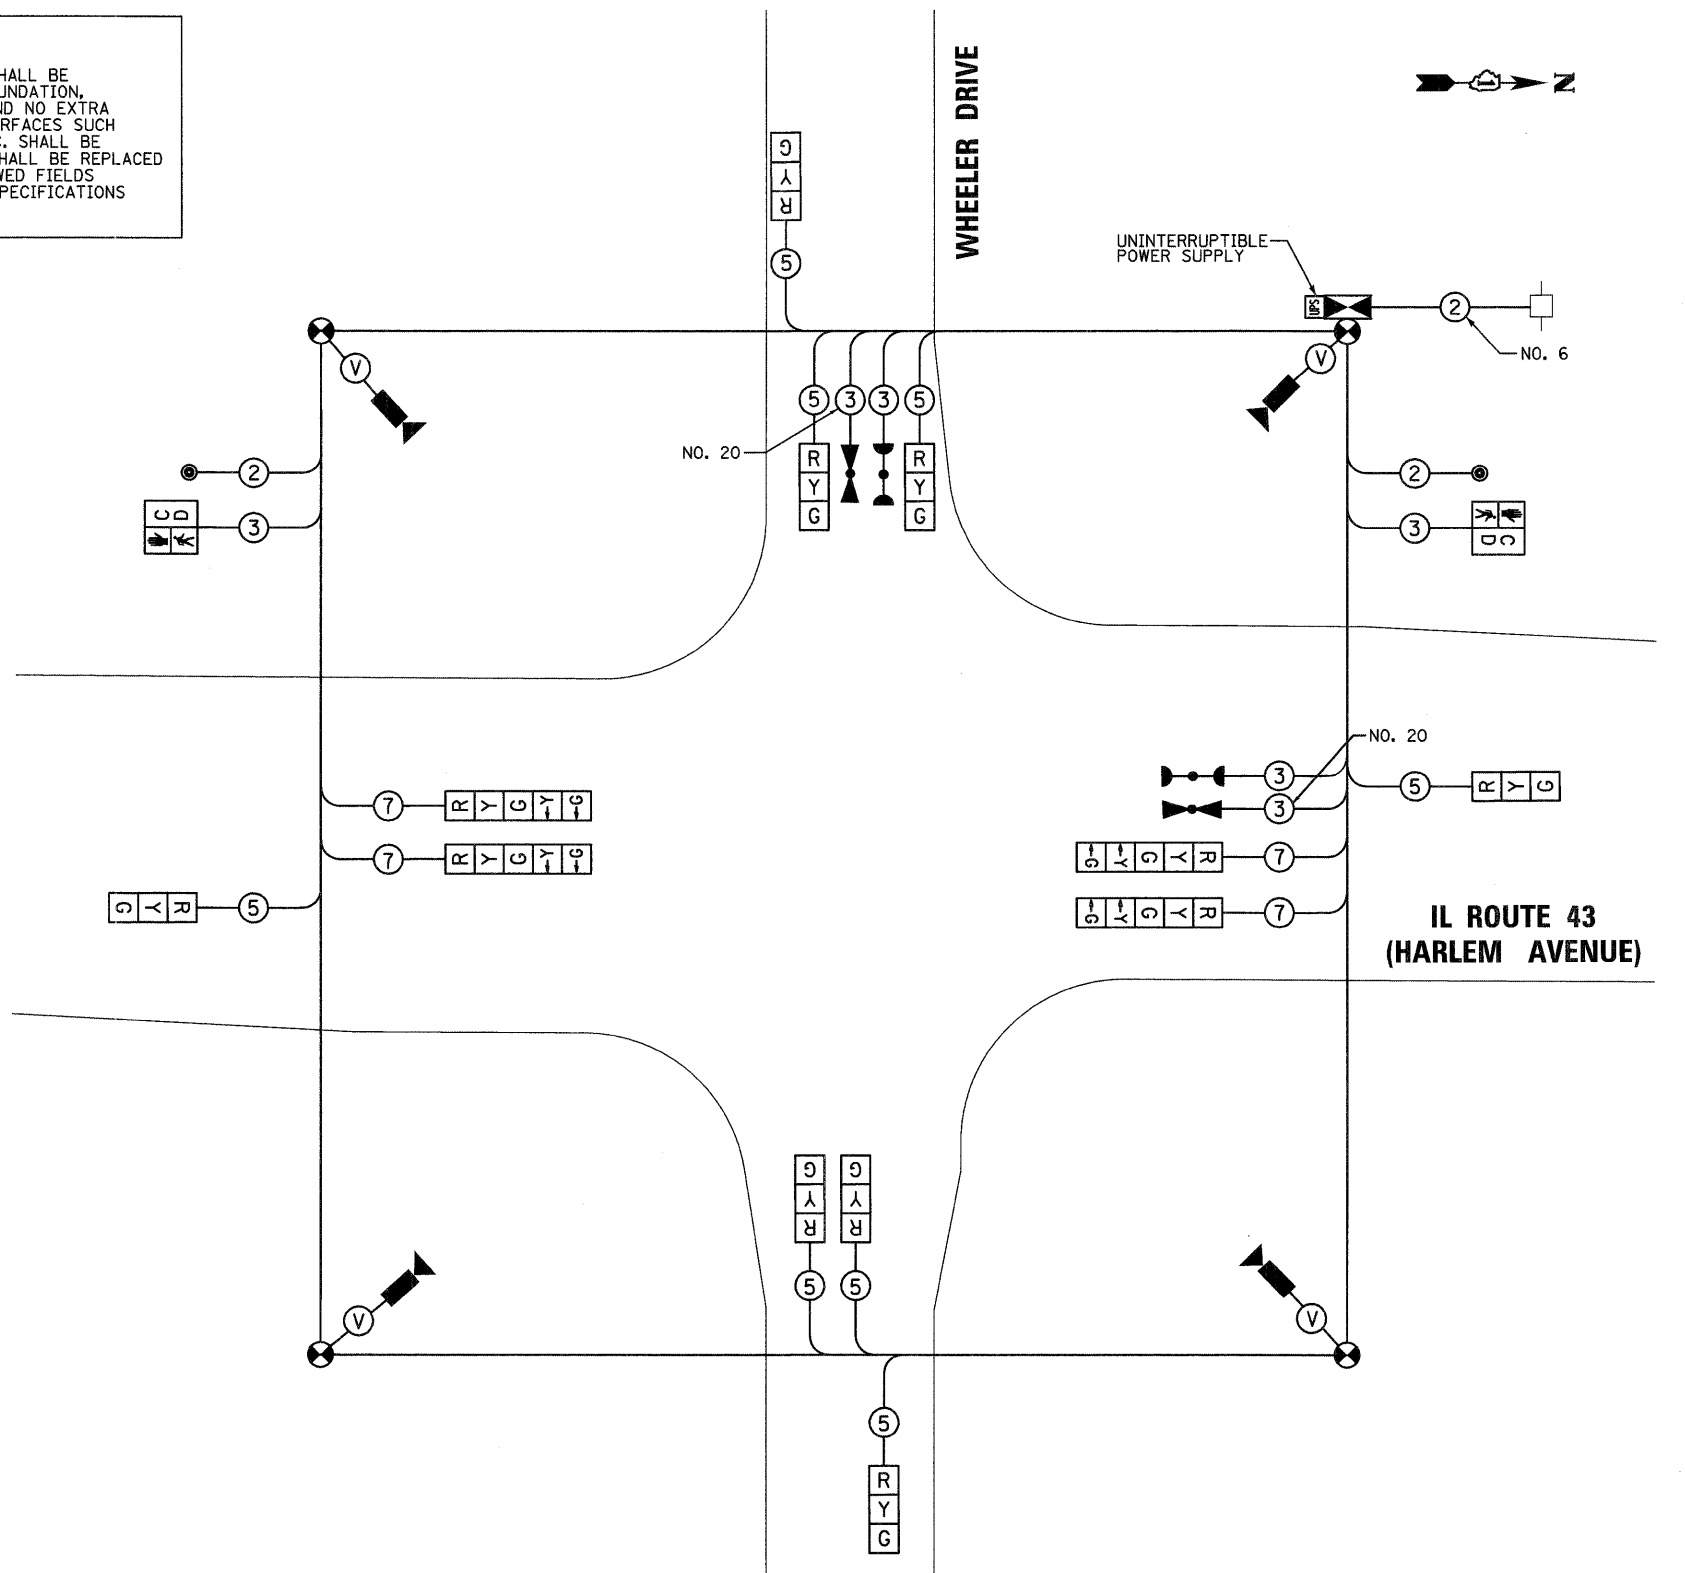 HALL BE
UNDATION,
ND NO EXTRA
RFACES SUCH
C. SHALL BE
HALL BE REPLACED
WED FIELDS
PECIFICATIONS
WHEELER DRIVE
1 N
G
Y
R
5
UNINTERRUPTIBLE
POWER SUPPLY
UPS
2
NO. 6
V
V
5 3 3 5
NO. 20
R
Y
G
R
Y
G
2
C D
3
2
3
C D
NO. 20
3
3
5
R Y G
7
R Y G Y G
7
R Y G Y G
G Y G Y R
7
G Y G Y R
7
G Y R
5
IL ROUTE 43
(HARLEM AVENUE)
G
Y
R
G
Y
R
5
5
V
V
5
R
Y
G